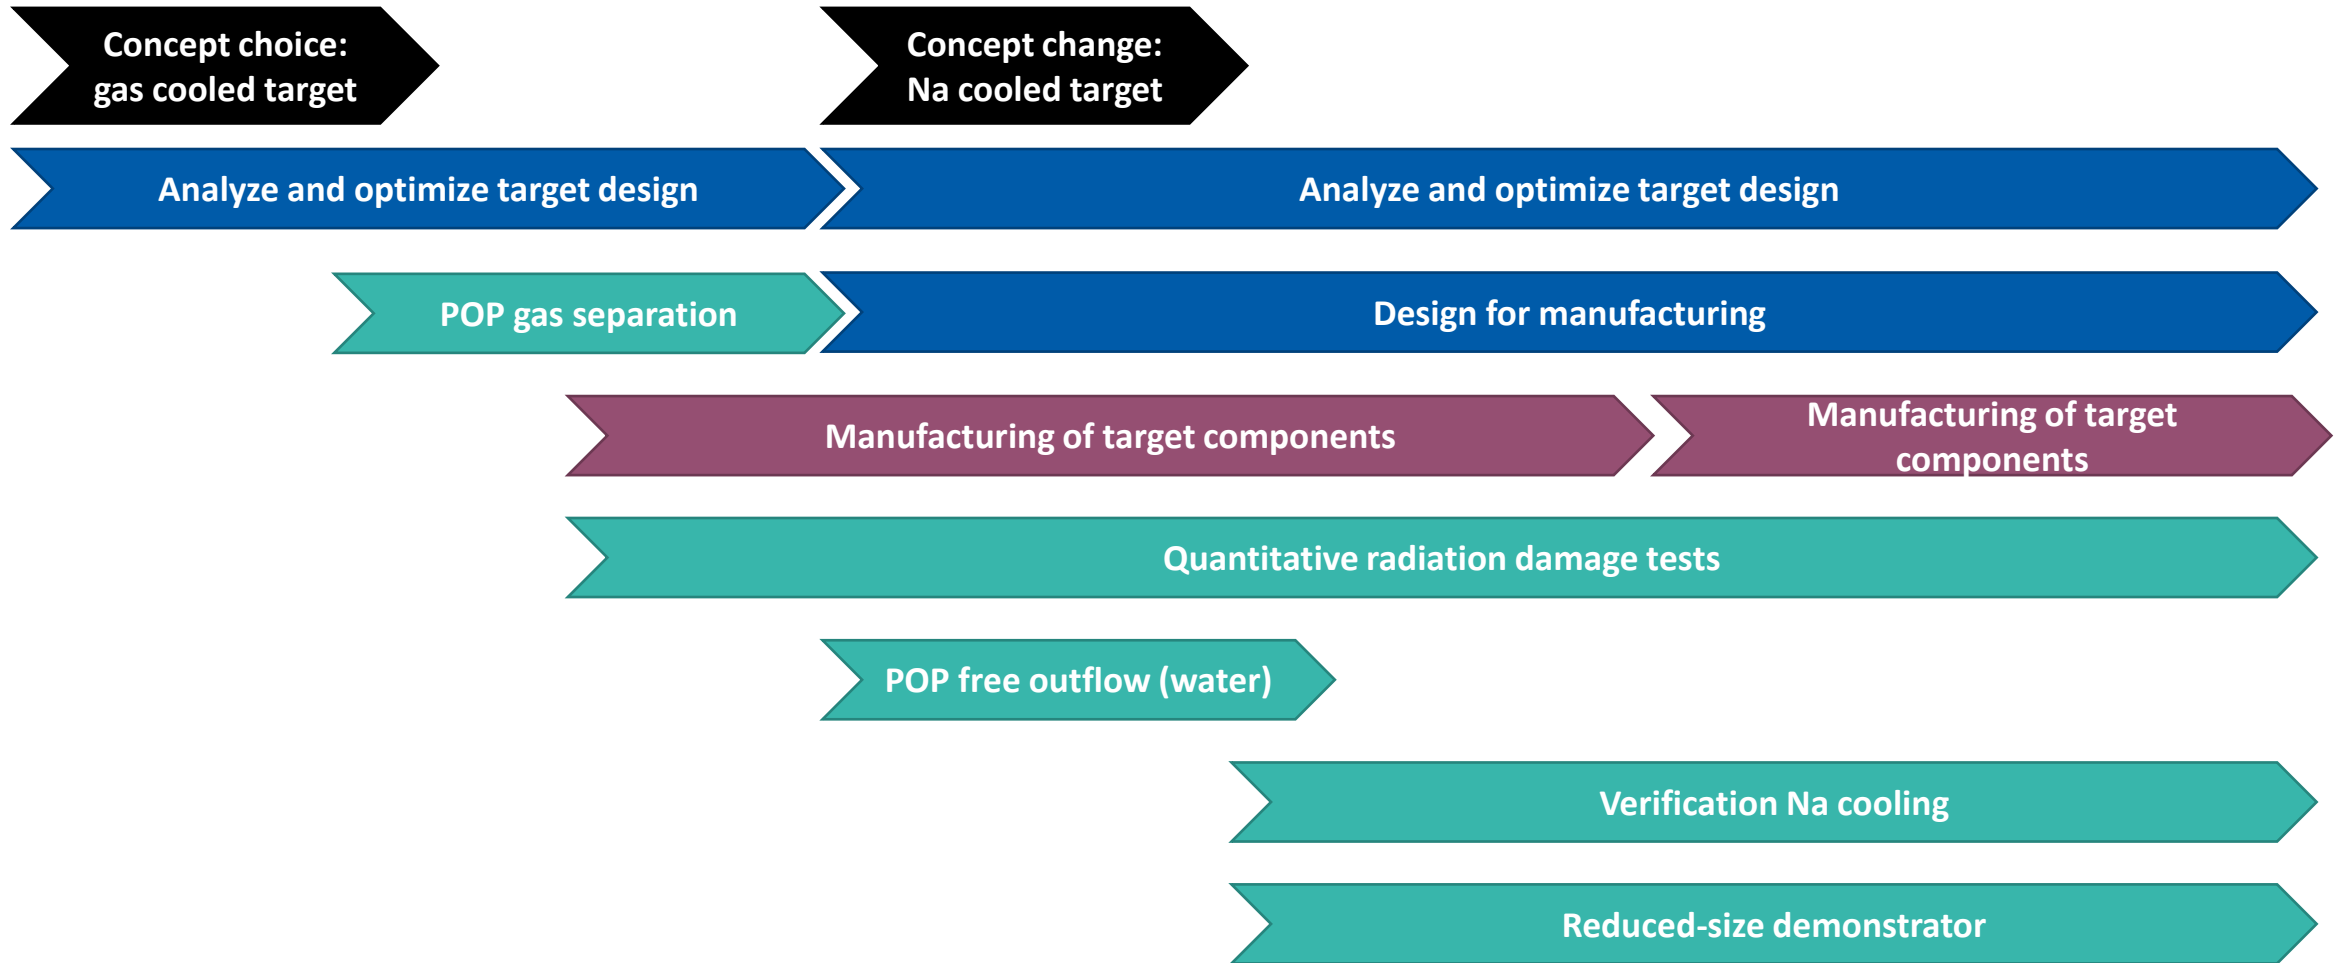 Concept choice:
gas cooled target
Concept change:
Na cooled target
Analyze and optimize target design
Analyze and optimize target design
POP gas separation
Design for manufacturing
Manufacturing of target components
Manufacturing of target
components
Quantitative radiation damage tests
POP free outflow (water)
Verification Na cooling
Reduced-size demonstrator